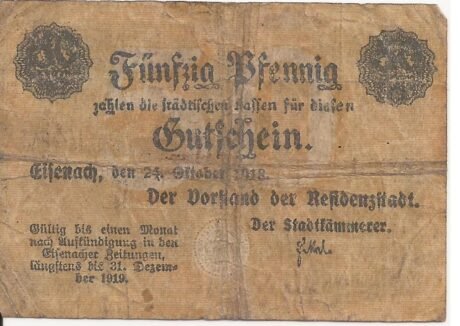 Fünfzig Pfennig
zahlen die städtischen Kassen für diesen
Gutschein.
Eisenach, den 24. Oktober 1918.
Der Vorstand der Residenzstadt.
Der Stadtkämmerer.
Gültig bis einen Monat
nach Aufkündigung in den
Eisenacher Zeitungen,
längstens bis 31. Dezem-
ber 1919.